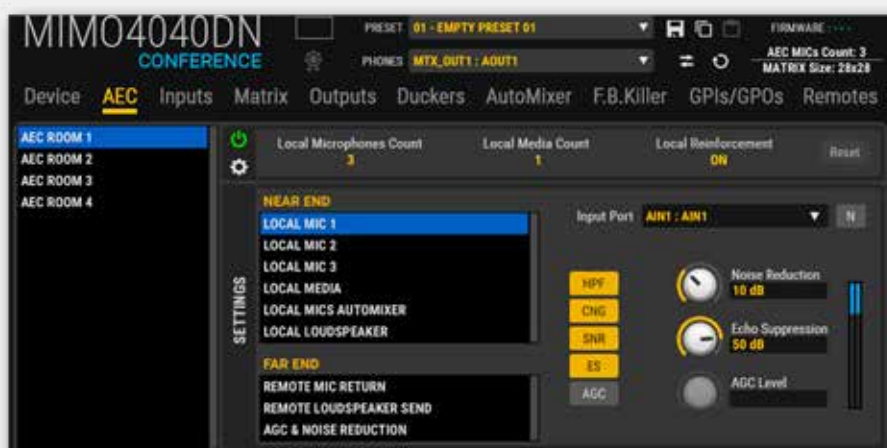 MIMO4040DN
CONFERENCE
PRESET 01 - EMPTY PRESET 01
PHONES MTX_OUT1 : AOUT1
FIRMWARE : ---
AEC MICs Count: 3
MATRIX Size: 28x28
Device AEC Inputs Matrix Outputs Duckers AutoMixer F.B.Killer GPIs/GPOs Remotes
AEC ROOM 1
AEC ROOM 2
AEC ROOM 3
AEC ROOM 4
Local Microphones Count
3
Local Media Count
1
Local Reinforcement
ON
Reset
SETTINGS
NEAR END
LOCAL MIC 1
LOCAL MIC 2
LOCAL MIC 3
LOCAL MEDIA
LOCAL MICS AUTOMIXER
LOCAL LOUDSPEAKER
FAR END
REMOTE MIC RETURN
REMOTE LOUDSPEAKER SEND
AGC & NOISE REDUCTION
Input Port AIN1 : AIN1 N
HPF
CNG
SNR
ES
AGC
Noise Reduction
10 dB
Echo Suppression
50 dB
AGC Level